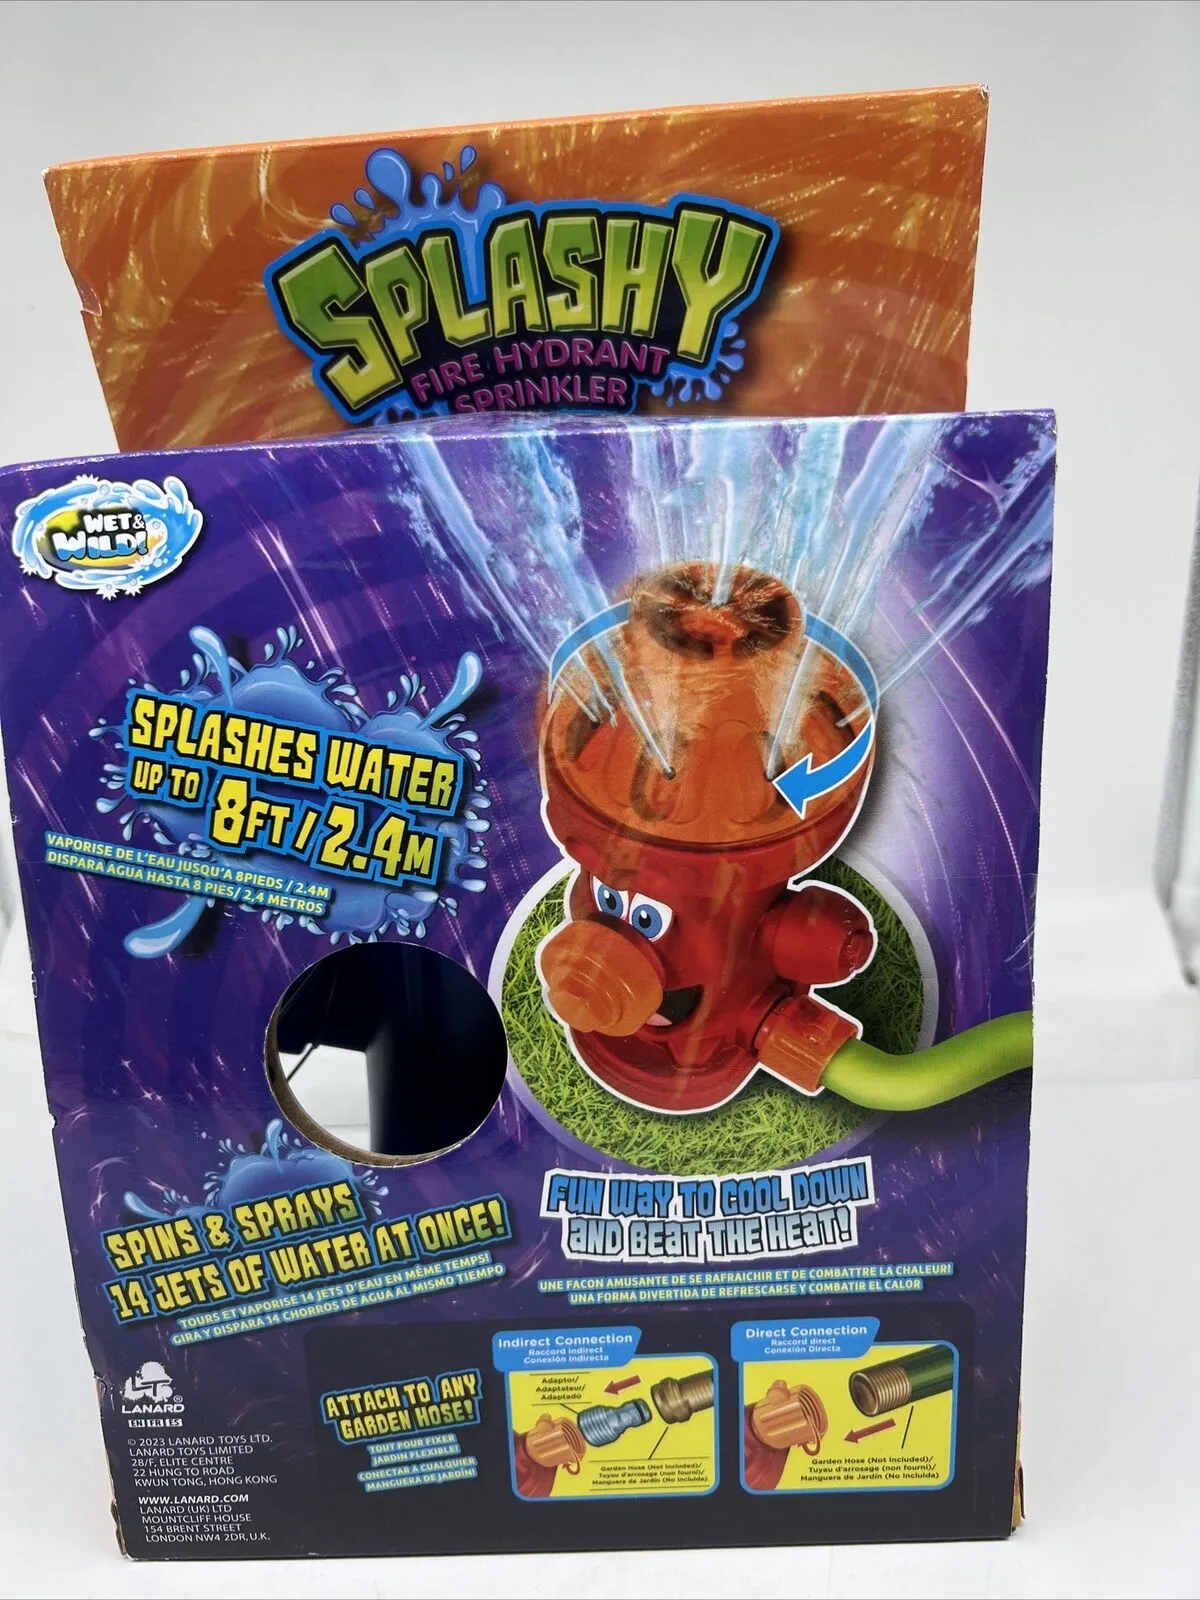 SPLASHY
FIRE HYDRANT
SPRINKLER
WET &
WILD!
SPLASHES WATER
UP TO 8FT / 2.4M
VAPORISE DE L'EAU JUSQU'A 8PIEDS / 2.4M
DISPARA AGUA HASTA 8 PIES/ 2,4 METROS
SPINS & SPRAYS
14 JETS OF WATER AT ONCE!
TOURS ET VAPORISE 14 JETS D'EAU EN MÊME TEMPS!
GIRA Y DISPARA 14 CHORROS DE AGUA AL MISMO TIEMPO
FUN WAY TO COOL DOWN
AND BEAT THE HEAT!
UNE FACON AMUSANTE DE SE RAFRAICHIR ET DE COMBATTRE LA CHALEUR!
UNA FORMA DIVERTIDA DE REFRESCARSE Y COMBATIR EL CALOR
LT
LANARD®
EN FR ES
© 2023 LANARD TOYS LTD.
LANARD TOYS LIMITED
28/F, ELITE CENTRE
22 HUNG TO ROAD
KWUN TONG, HONG KONG
WWW.LANARD.COM
LANARD (UK) LTD
MOUNTCLIFF HOUSE
154 BRENT STREET
LONDON NW4 2DR, U.K.
ATTACH TO ANY
GARDEN HOSE!
TOUT POUR FIXER
JARDIN FLEXIBLE!
CONECTAR A CUALQUIER
MANGUERA DE JARDÍN!
Indirect Connection
Raccord indirect
Conexión Indirecta
Adaptor/
Adaptateur/
Adaptado
Garden Hose (Not Included)/
Tuyau d'arrosage (non fourni)/
Manguera de Jardín (No Incluida)
Direct Connection
Raccord direct
Conexión Directa
Garden Hose (Not Included)/
Tuyau d'arrosage (non fourni)/
Manguera de Jardín (No Incluida)